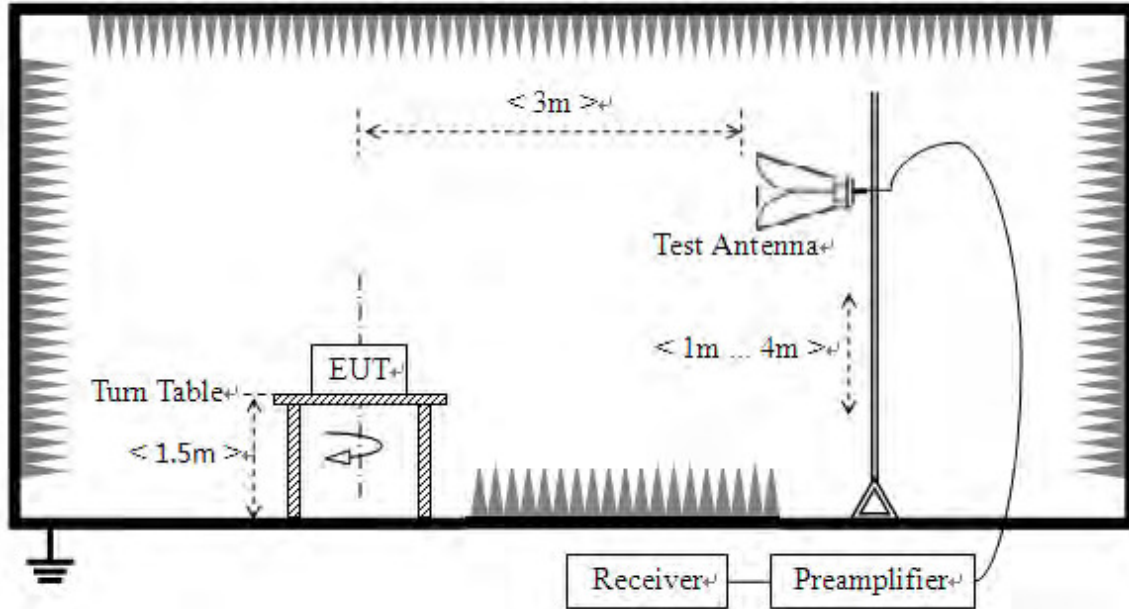 < 3m >↵
Test Antenna↵
< 1m ... 4m >↵
EUT↵
Turn Table↵
< 1.5m >↵
Receiver↵
Preamplifier↵